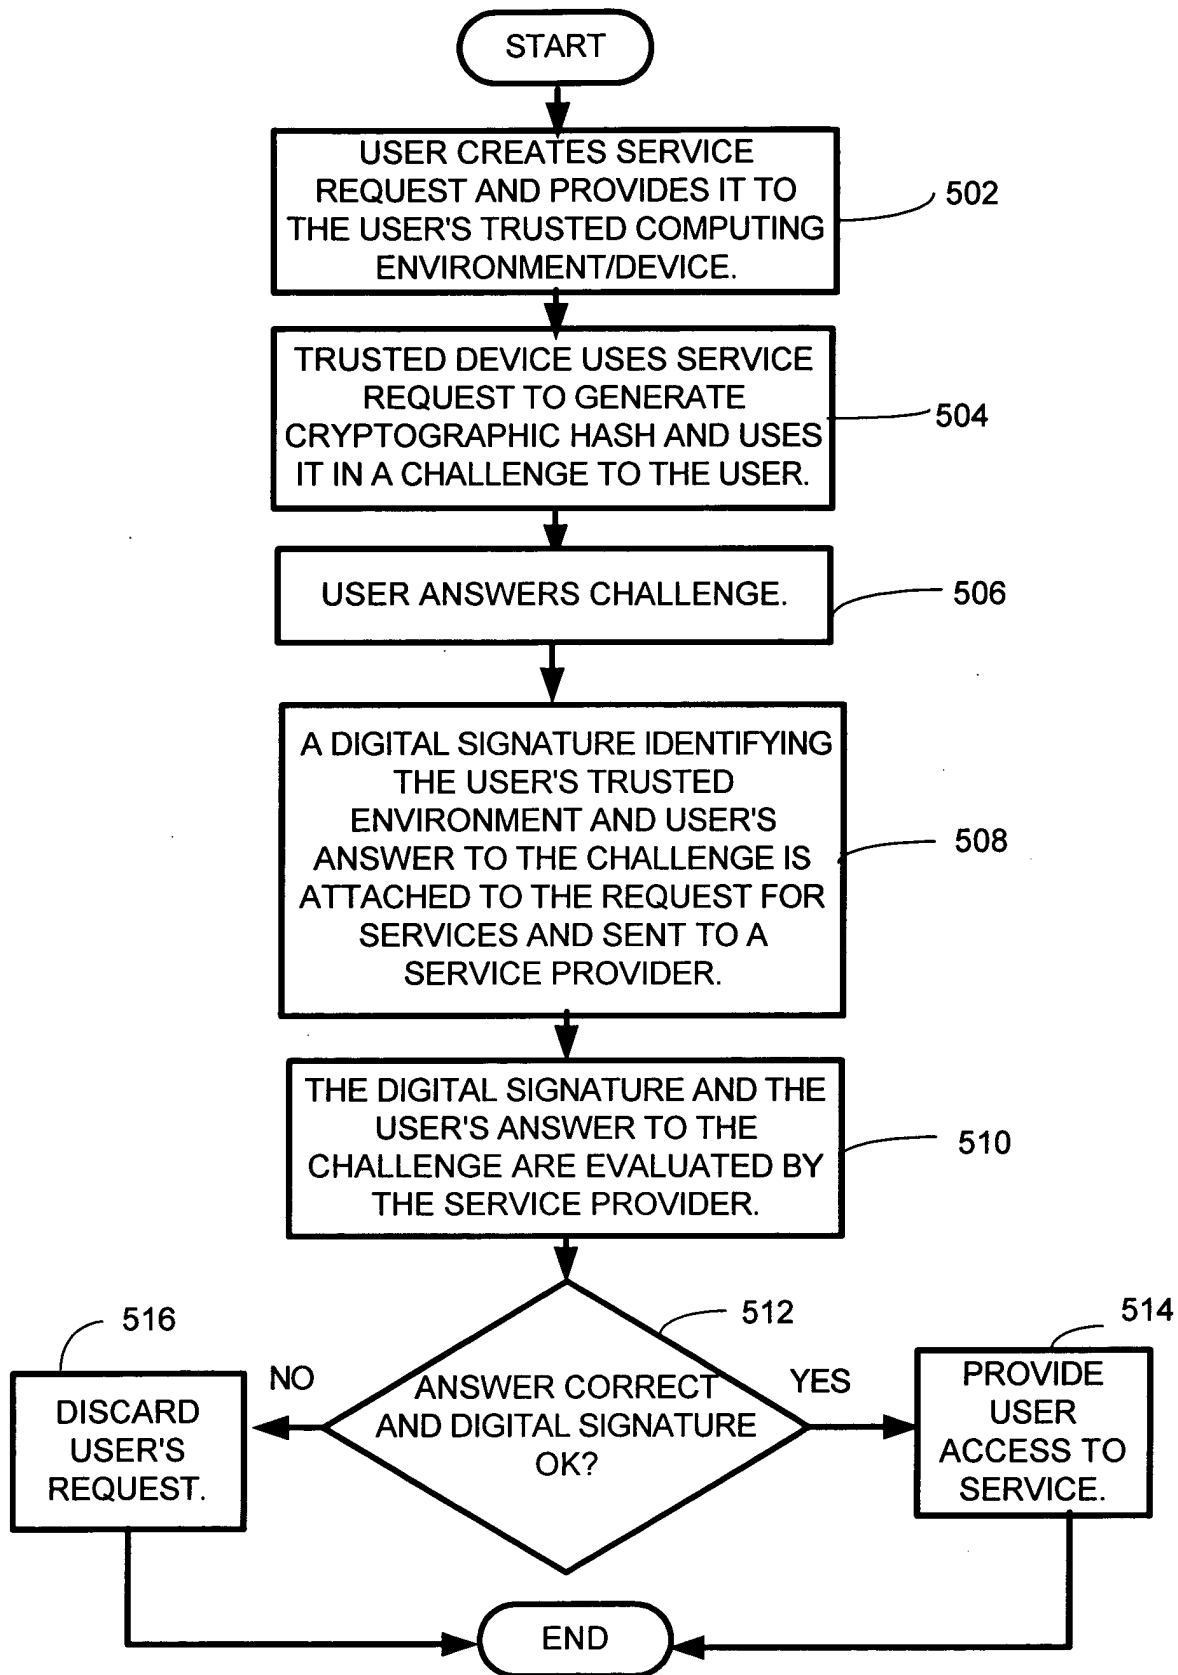 START
USER CREATES SERVICE
REQUEST AND PROVIDES IT TO
THE USER'S TRUSTED COMPUTING
ENVIRONMENT/DEVICE.
502
TRUSTED DEVICE USES SERVICE
REQUEST TO GENERATE
CRYPTOGRAPHIC HASH AND USES
IT IN A CHALLENGE TO THE USER.
504
USER ANSWERS CHALLENGE.
506
A DIGITAL SIGNATURE IDENTIFYING
THE USER'S TRUSTED
ENVIRONMENT AND USER'S
ANSWER TO THE CHALLENGE IS
ATTACHED TO THE REQUEST FOR
SERVICES AND SENT TO A
SERVICE PROVIDER.
508
THE DIGITAL SIGNATURE AND THE
USER'S ANSWER TO THE
CHALLENGE ARE EVALUATED BY
THE SERVICE PROVIDER.
510
512
ANSWER CORRECT
AND DIGITAL SIGNATURE
OK?
NO
516
DISCARD
USER'S
REQUEST.
YES
514
PROVIDE
USER
ACCESS TO
SERVICE.
END